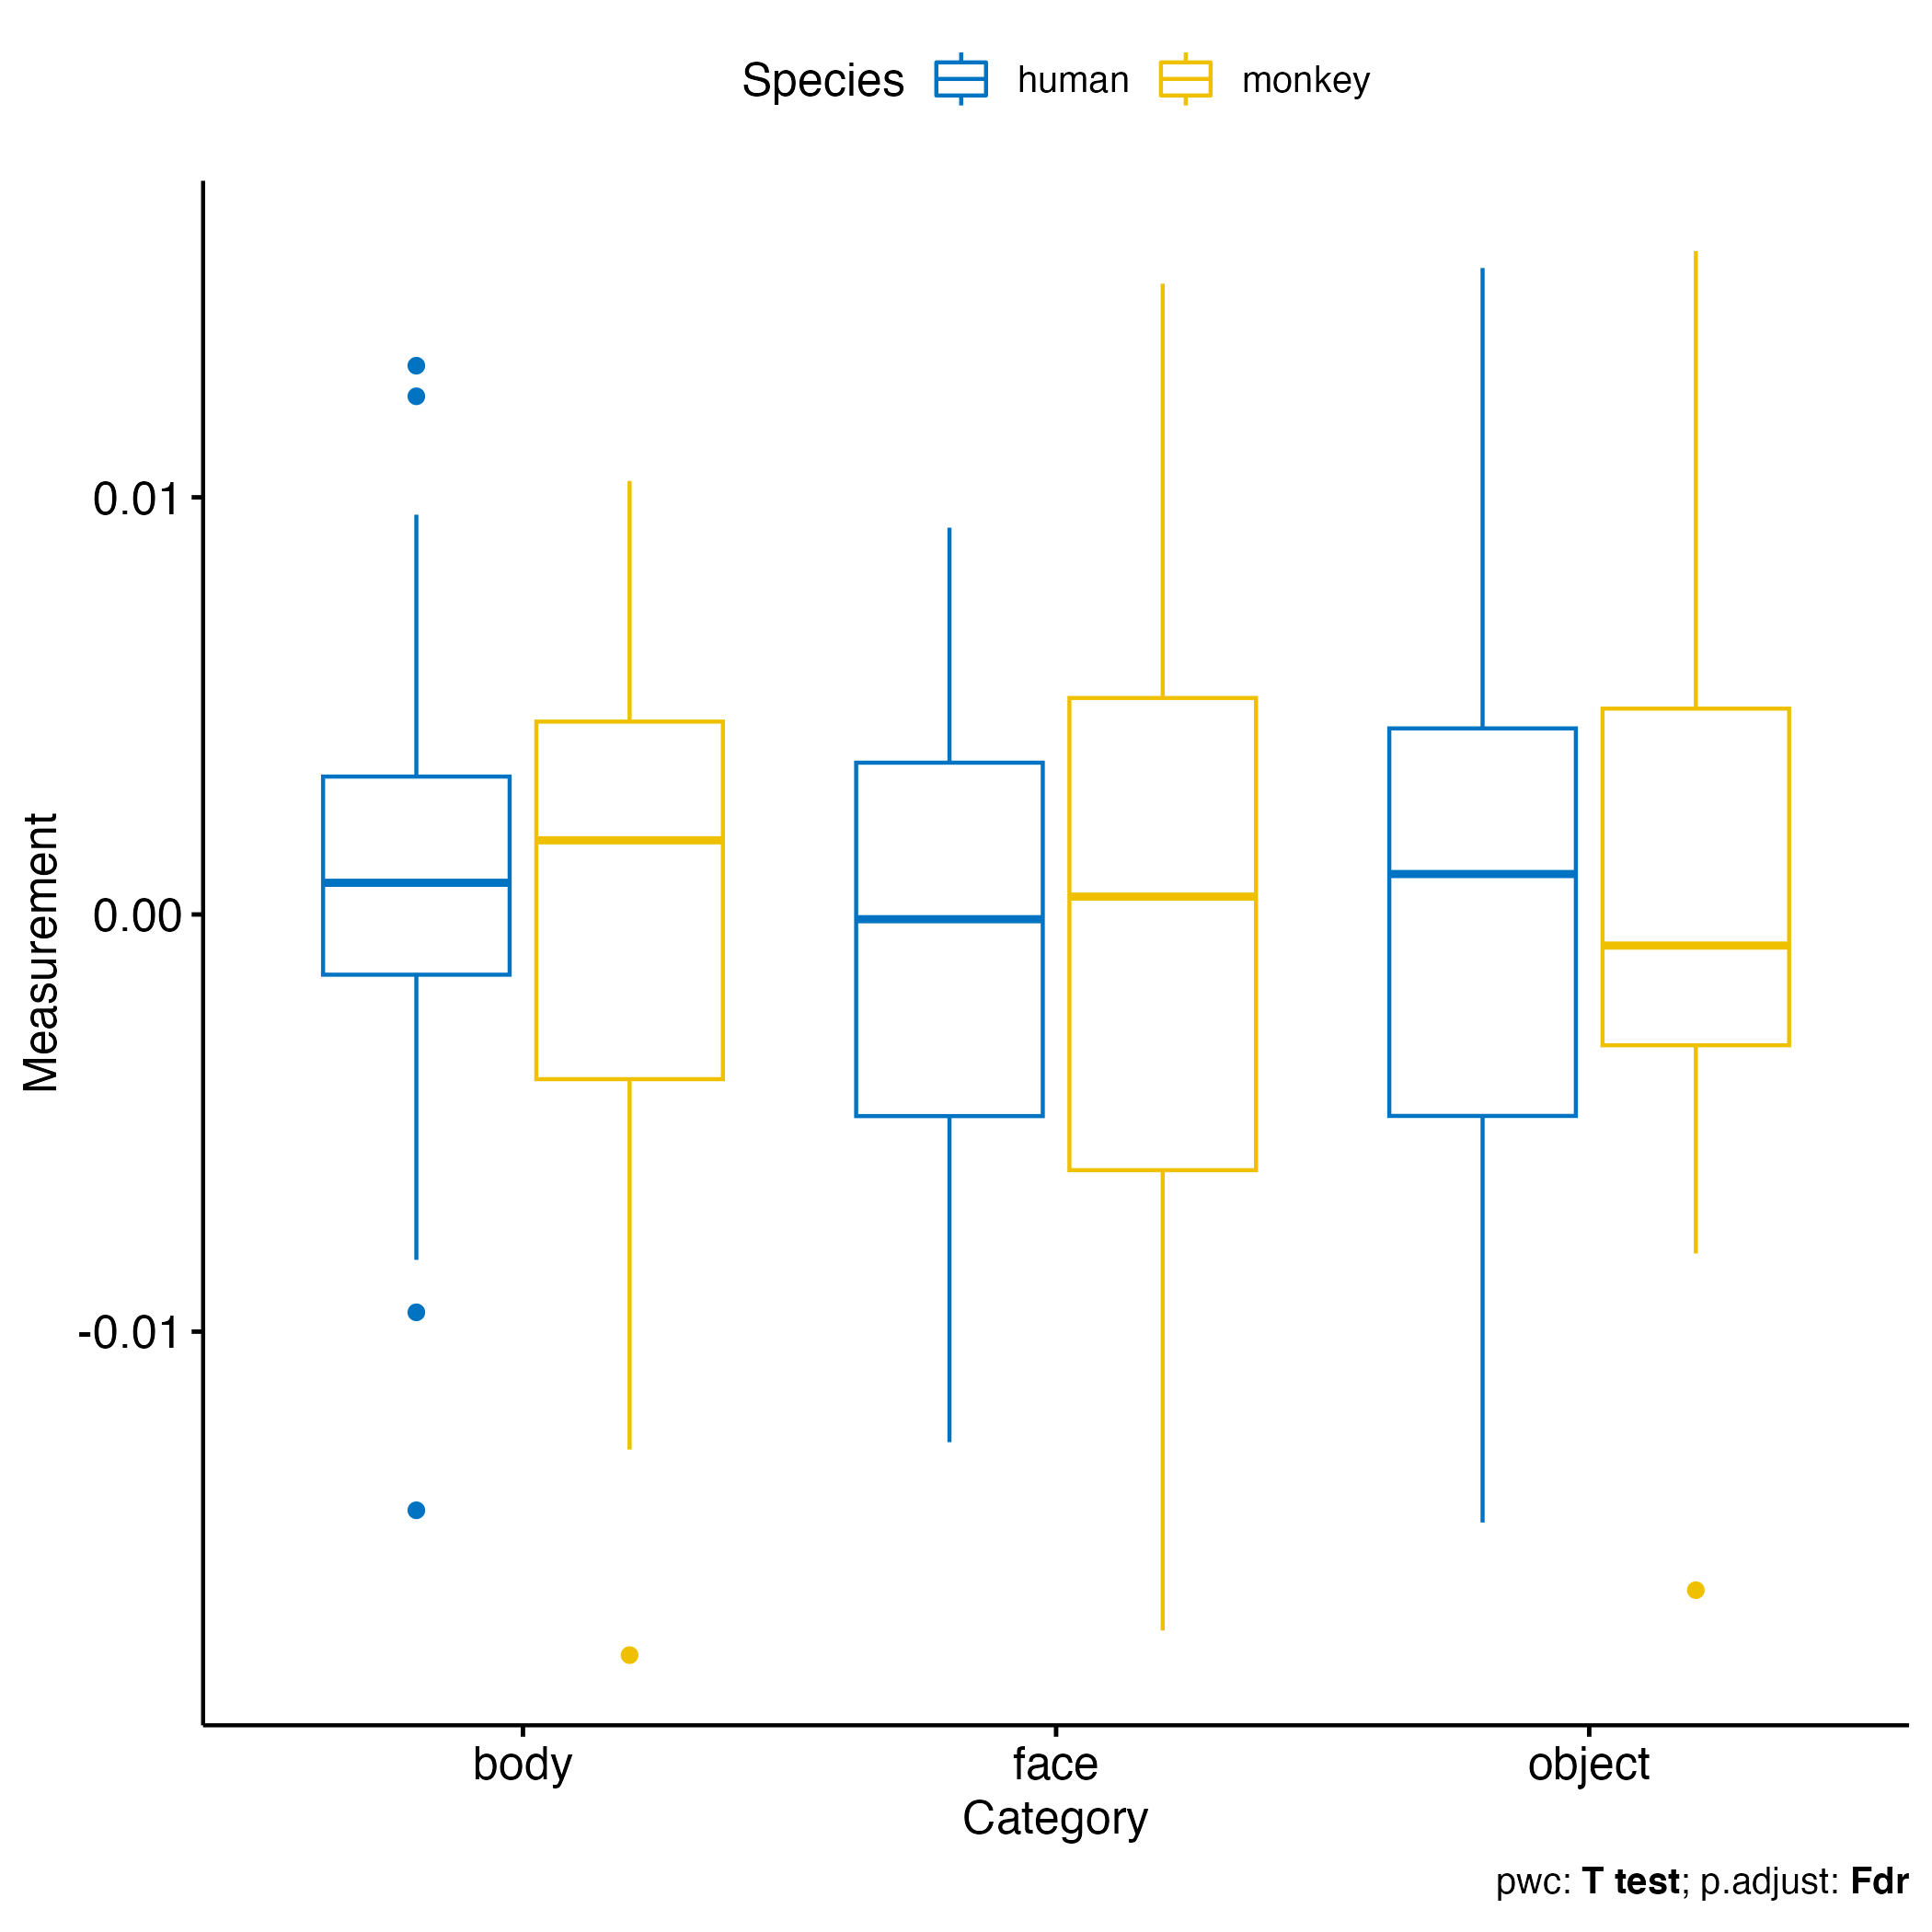 Species human monkey
Measurement
0.01
0.00
-0.01
body face object
Category
pwc: T test; p.adjust: Fdr